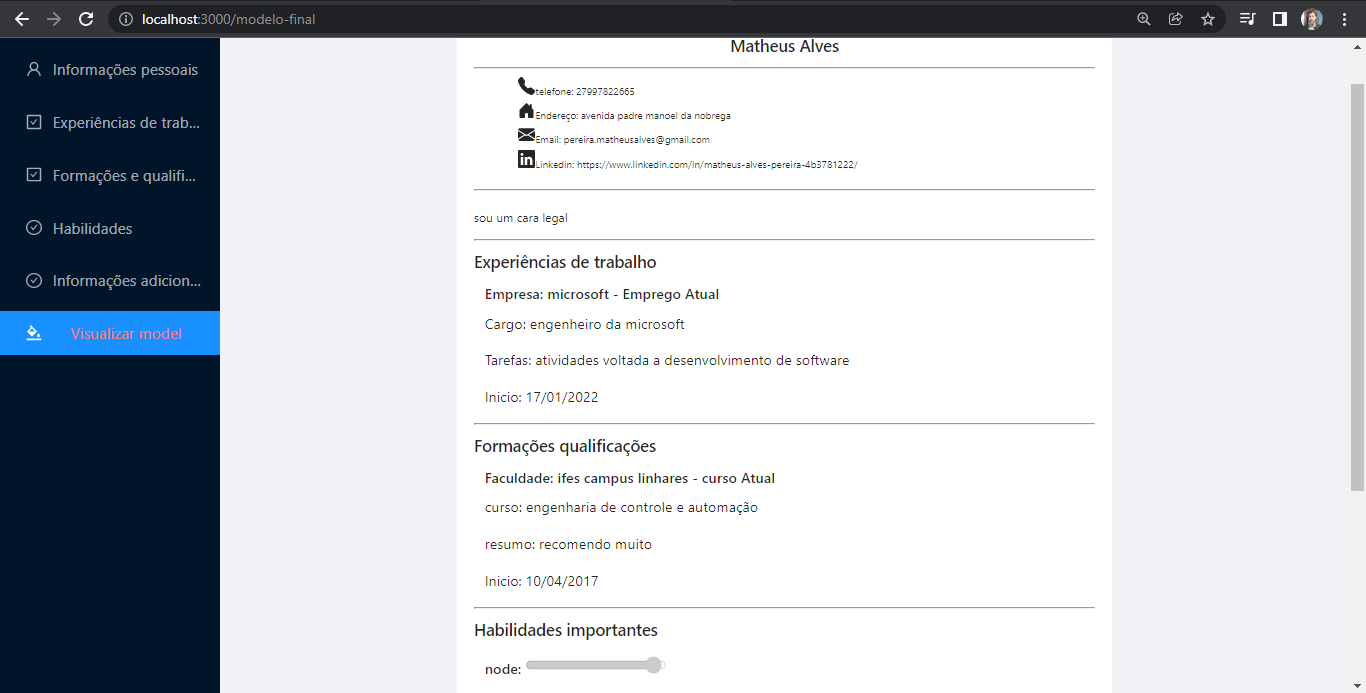 localhost:3000/modelo-final
Informações pessoais
Experiências de trab...
Formações e qualifi...
Habilidades
Informações adicion...
Visualizar model
Matheus Alves
telefone: 27997822665
Endereço: avenida padre manoel da nobrega
Email: pereira.matheusalves@gmail.com
in
Linkedin: https://www.linkedin.com/in/matheus-alves-pereira-4b3781222/
sou um cara legal
Experiências de trabalho
Empresa: microsoft - Emprego Atual
Cargo: engenheiro da microsoft
Tarefas: atividades voltada a desenvolvimento de software
Inicio: 17/01/2022
Formações qualificações
Faculdade: ifes campus linhares - curso Atual
curso: engenharia de controle e automação
resumo: recomendo muito
Inicio: 10/04/2017
Habilidades importantes
node: